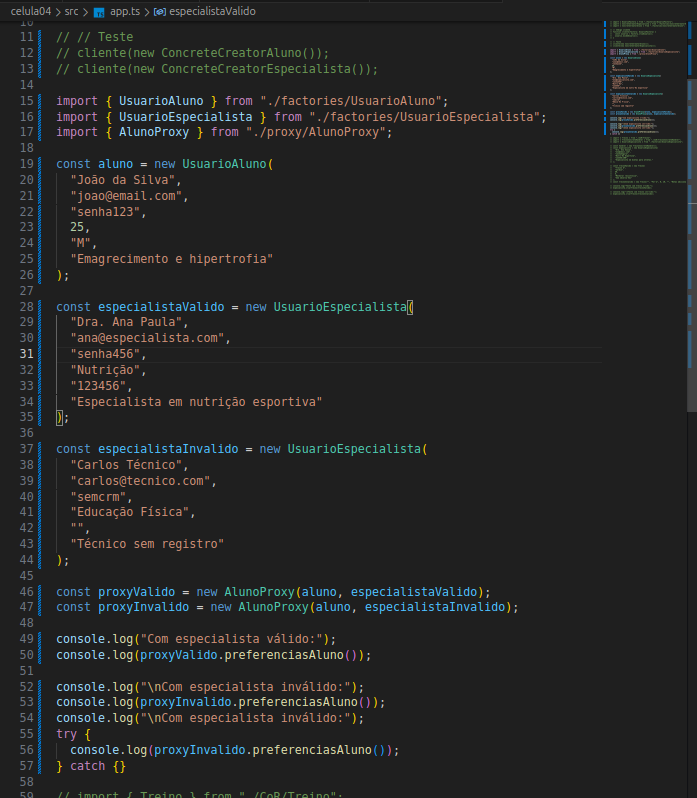 celula04 > src > TS app.ts > especialistaValido
10
11 // // Teste
12 // cliente(new ConcreteCreatorAluno());
13 // cliente(new ConcreteCreatorEspecialista());
14
15 import { UsuarioAluno } from "./factories/UsuarioAluno";
16 import { UsuarioEspecialista } from "./factories/UsuarioEspecialista";
17 import { AlunoProxy } from "./proxy/AlunoProxy";
18
19 const aluno = new UsuarioAluno(
20 "João da Silva",
21 "joao@email.com",
22 "senha123",
23 25,
24 "M",
25 "Emagrecimento e hipertrofia"
26 );
27
28 const especialistaValido = new UsuarioEspecialista(
29 "Dra. Ana Paula",
30 "ana@especialista.com",
31 "senha456",
32 "Nutrição",
33 "123456",
34 "Especialista em nutrição esportiva"
35 );
36
37 const especialistaInvalido = new UsuarioEspecialista(
38 "Carlos Técnico",
39 "carlos@tecnico.com",
40 "semcrm",
41 "Educação Física",
42 "",
43 "Técnico sem registro"
44 );
45
46 const proxyValido = new AlunoProxy(aluno, especialistaValido);
47 const proxyInvalido = new AlunoProxy(aluno, especialistaInvalido);
48
49 console.log("Com especialista válido:");
50 console.log(proxyValido.preferenciasAluno());
51
52 console.log("\nCom especialista inválido:");
53 console.log(proxyInvalido.preferenciasAluno());
54 console.log("\nCom especialista inválido:");
55 try {
56 console.log(proxyInvalido.preferenciasAluno());
57 } catch {}
58
59 // import { Treino } from "./CoR/Treino";